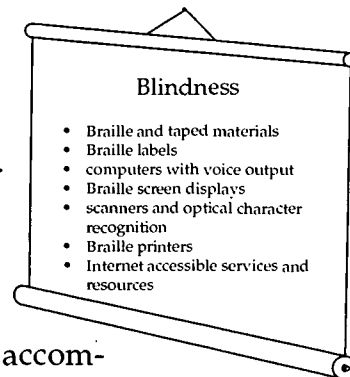 Blindness
• Braille and taped materials
• Braille labels
• computers with voice output
• Braille screen displays
• scanners and optical character
recognition
• Braille printers
• Internet accessible services and
resources
accom-